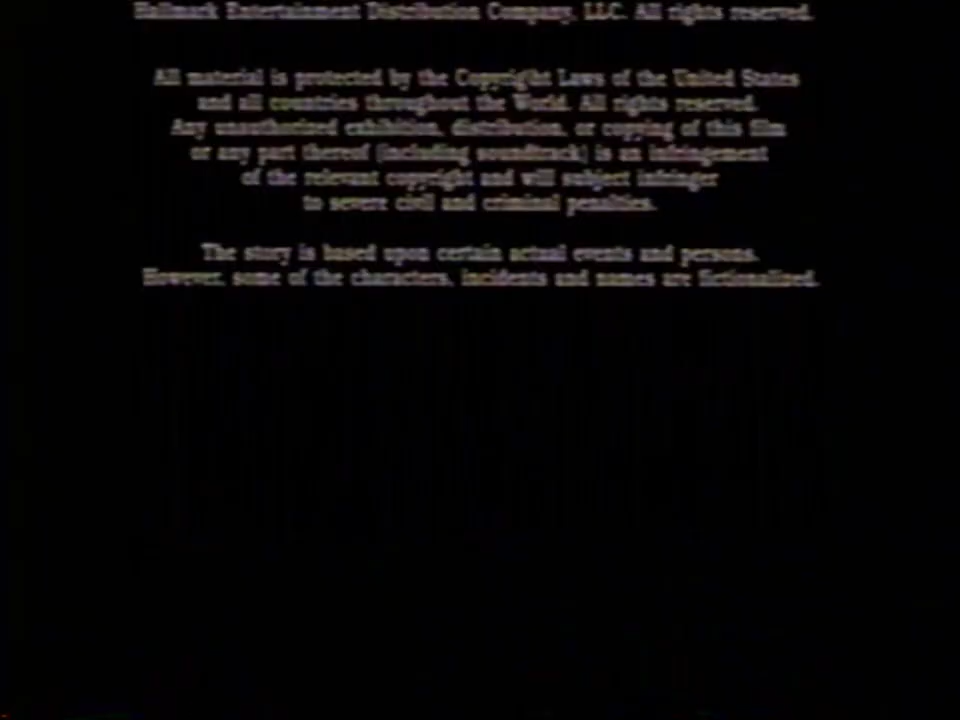 Hallmark Entertainment Distribution Company, LLC. All rights reserved.
All material is protected by the Copyright Laws of the United States
and all countries throughout the World. All rights reserved.
Any unauthorized exhibition, distribution, or copying of this film
or any part thereof (including soundtrack) is an infringement
of the relevant copyright and will subject infringer
to severe civil and criminal penalties.
The story is based upon certain actual events and persons.
However, some of the characters, incidents and names are fictionalized.